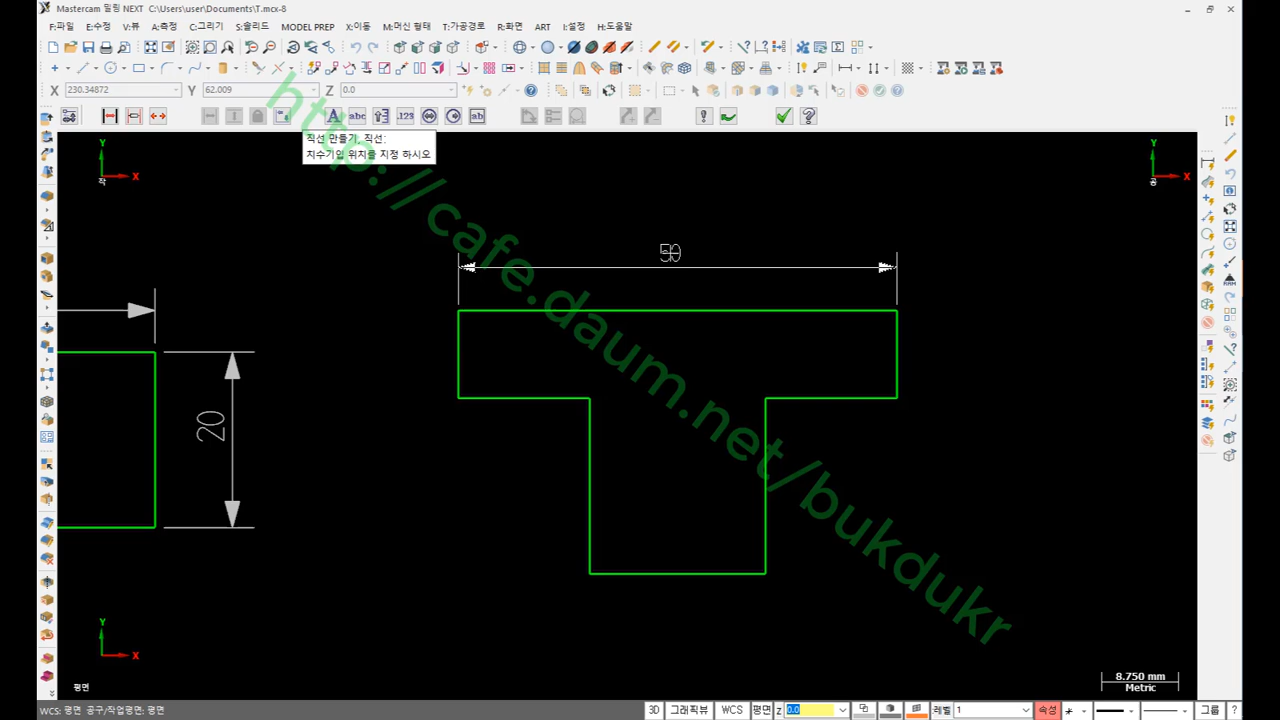 Mastercam 밀링 NEXT C:\Users\user\Documents\T.mcx-8
F:파일 E:수정 V:뷰 A:측정 C:그리기 S:솔리드 MODEL PREP X:이동 M:머신 형태 T:가공경로 R:화면 ART I:설정 H:도움말
X 230.34872 Y 62.009 Z 0.0
직선 만들기, 직선:
치수기입 위치를 지정 하시오
Y
X
작
Y
X
공
50
20
http://cafe.daum.net/bukdukr
Y
X
평면
8.750 mm
Metric
WCS: 평면 공구/작업평면: 평면
3D 그래픽뷰 WCS 평면 Z 0.0 레벨 1 속성 그룹 ?